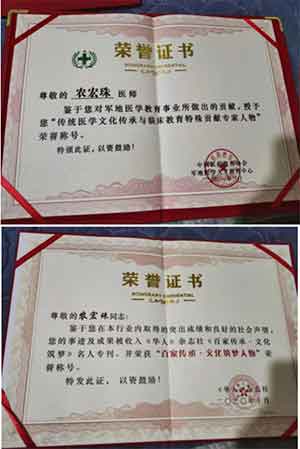 荣誉证书
HONORARY CREDENTIAL
尊敬的 农宏珠 医师
鉴于您对军地医学教育事业所做出的贡献，授于
您“传统医学文化传承与临床教育特殊贡献专家人物”
荣誉称号。
特颁此证，以资鼓励！
荣誉证书
HONORARY CREDENTIAL
尊敬的农宏珠同志：
鉴于您在本行业内取得的突出成绩和良好的社会声望，
您的事迹及成果被收入《华人》杂志社《百家传承·文化
筑梦》名人专刊。并荣获“百家传承·文化筑梦人物”荣
誉称号。
特发此证，以资鼓励！